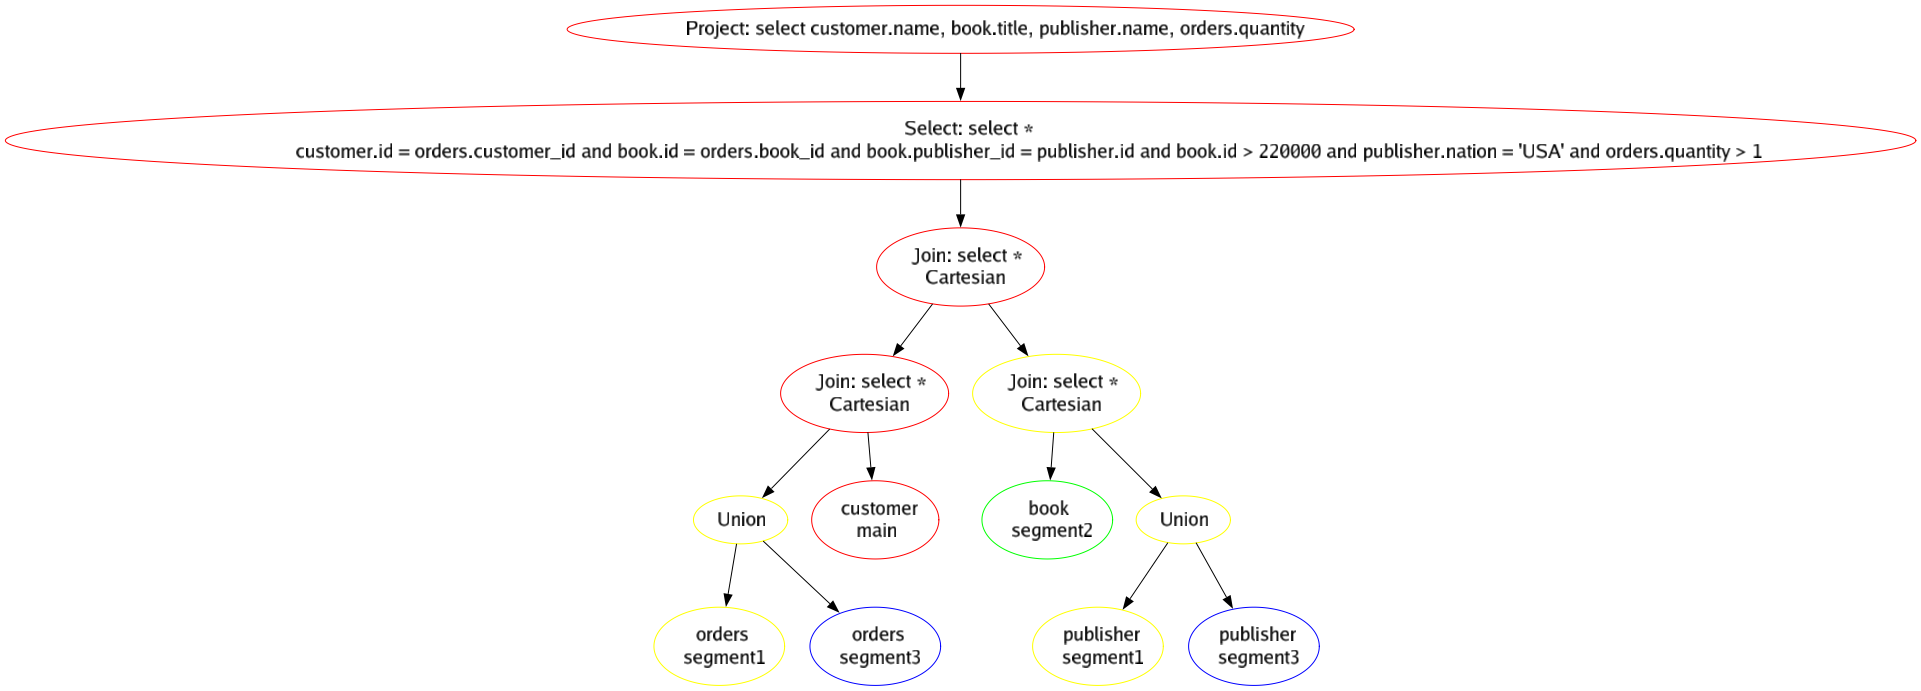 Project: select customer.name, book.title, publisher.name, orders.quantity
Select: select *
customer.id = orders.customer_id and book.id = orders.book_id and book.publisher_id = publisher.id and book.id > 220000 and publisher.nation = 'USA' and orders.quantity > 1
Join: select *
Cartesian
Join: select *
Cartesian
Join: select *
Cartesian
Union
customer
main
book
segment2
Union
orders
segment1
orders
segment3
publisher
segment1
publisher
segment3